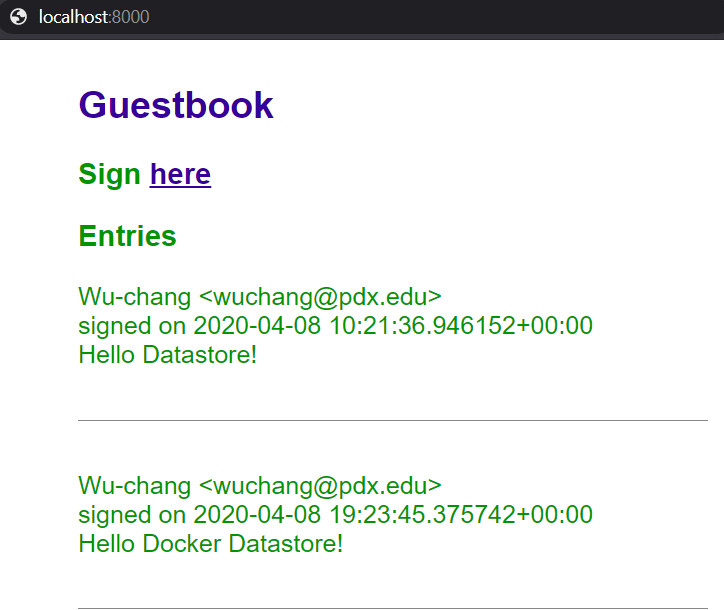 localhost:8000
Guestbook
Sign here
Entries
Wu-chang <wuchang@pdx.edu>
signed on 2020-04-08 10:21:36.946152+00:00
Hello Datastore!
Wu-chang <wuchang@pdx.edu>
signed on 2020-04-08 19:23:45.375742+00:00
Hello Docker Datastore!